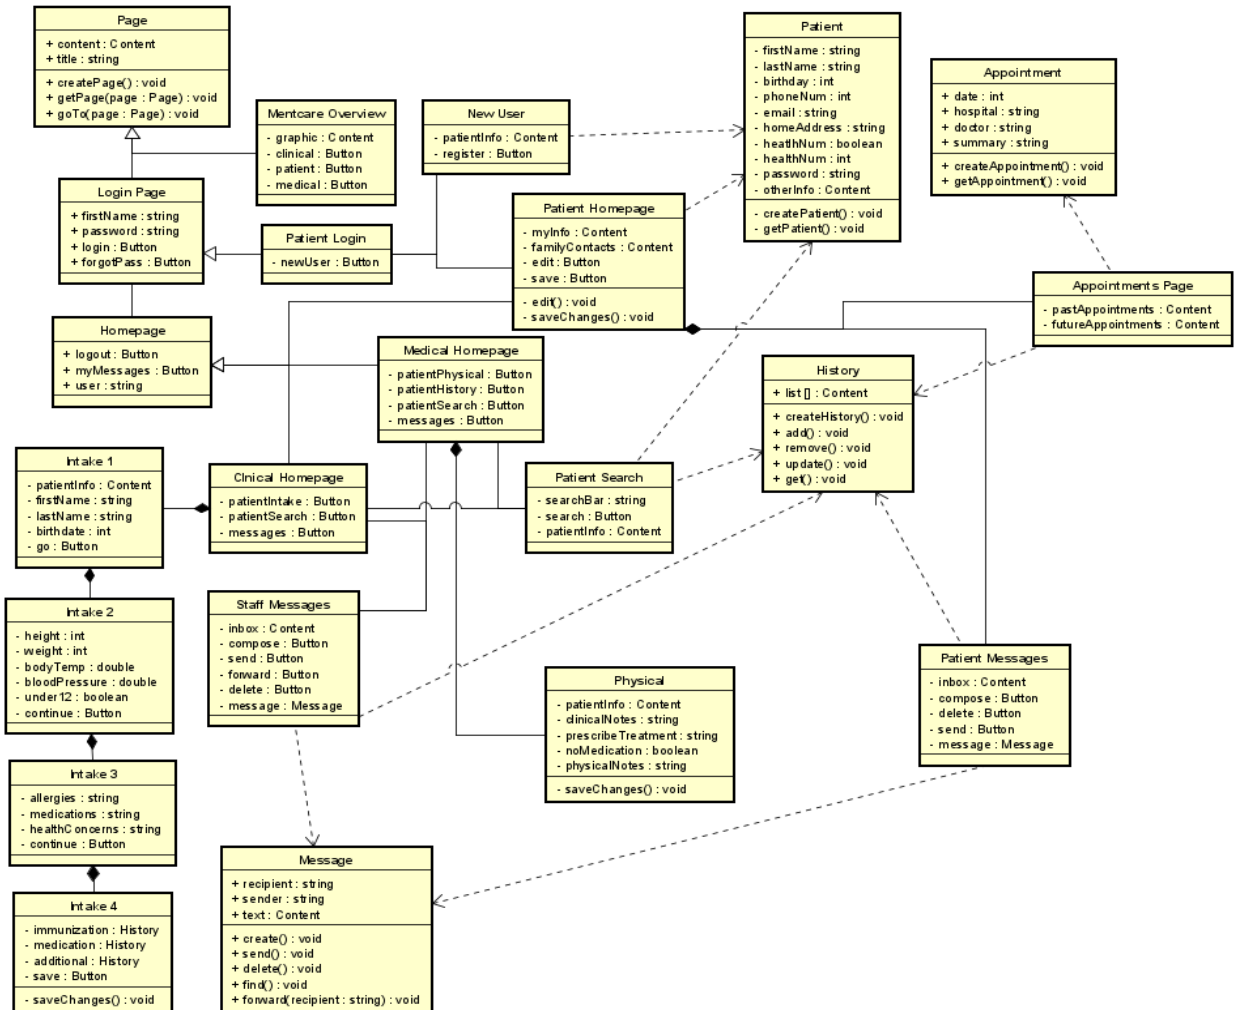 Page
+ content : Content
+ title : string
+ createPage() : void
+ getPage(page : Page) : void
+ goTo(page : Page) : void
Mentcare Overview
- graphic : Content
- clinical : Button
- patient : Button
- medical : Button
New User
- patientInfo : Content
- register : Button
Patient
- firstName : string
- lastName : string
- birthday : int
- phoneNum : int
- email : string
- homeAddress : string
- heatlhNum : boolean
- healthNum : int
- password : string
- otherInfo : Content
- createPatient() : void
- getPatient() : void
Appointment
+ date : int
+ hospital : string
+ doctor : string
+ summary : string
+ createAppointment() : void
+ getAppointment() : void
Login Page
+ firstName : string
+ password : string
+ login : Button
+ forgotPass : Button
Patient Login
- newUser : Button
Patient Homepage
- myInfo : Content
- familyContacts : Content
- edit : Button
- save : Button
- edit() : void
- saveChanges() : void
Appointments Page
- pastAppointments : Content
- futureAppointments : Content
Homepage
+ logout : Button
+ myMessages : Button
+ user : string
Medical Homepage
- patientPhysical : Button
- patientHistory : Button
- patientSearch : Button
- messages : Button
History
+ list [] : Content
+ createHistory() : void
+ add() : void
+ remove() : void
+ update() : void
+ get() : void
Intake 1
- patientInfo : Content
- firstName : string
- lastName : string
- birthdate : int
- go : Button
Clnical Homepage
- patientIntake : Button
- patientSearch : Button
- messages : Button
Patient Search
- searchBar : string
- search : Button
- patientInfo : Content
Intake 2
- height : int
- weight : int
- bodyTemp : double
- bloodPressure : double
- under12 : boolean
- continue : Button
Staff Messages
- inbox : Content
- compose : Button
- send : Button
- forward : Button
- delete : Button
- message : Message
Physical
- patientInfo : Content
- clinicalNotes : string
- prescribeTreatment : string
- noMedication : boolean
- physicalNotes : string
- saveChanges() : void
Patient Messages
- inbox : Content
- compose : Button
- delete : Button
- send : Button
- message : Message
Intake 3
- allergies : string
- medications : string
- healthConcerns : string
- continue : Button
Message
+ recipient : string
+ sender : string
+ text : Content
+ create() : void
+ send() : void
+ delete() : void
+ find() : void
+ forward(recipient : string) : void
Intake 4
- immunization : History
- medication : History
- additional : History
- save : Button
- saveChanges() : void